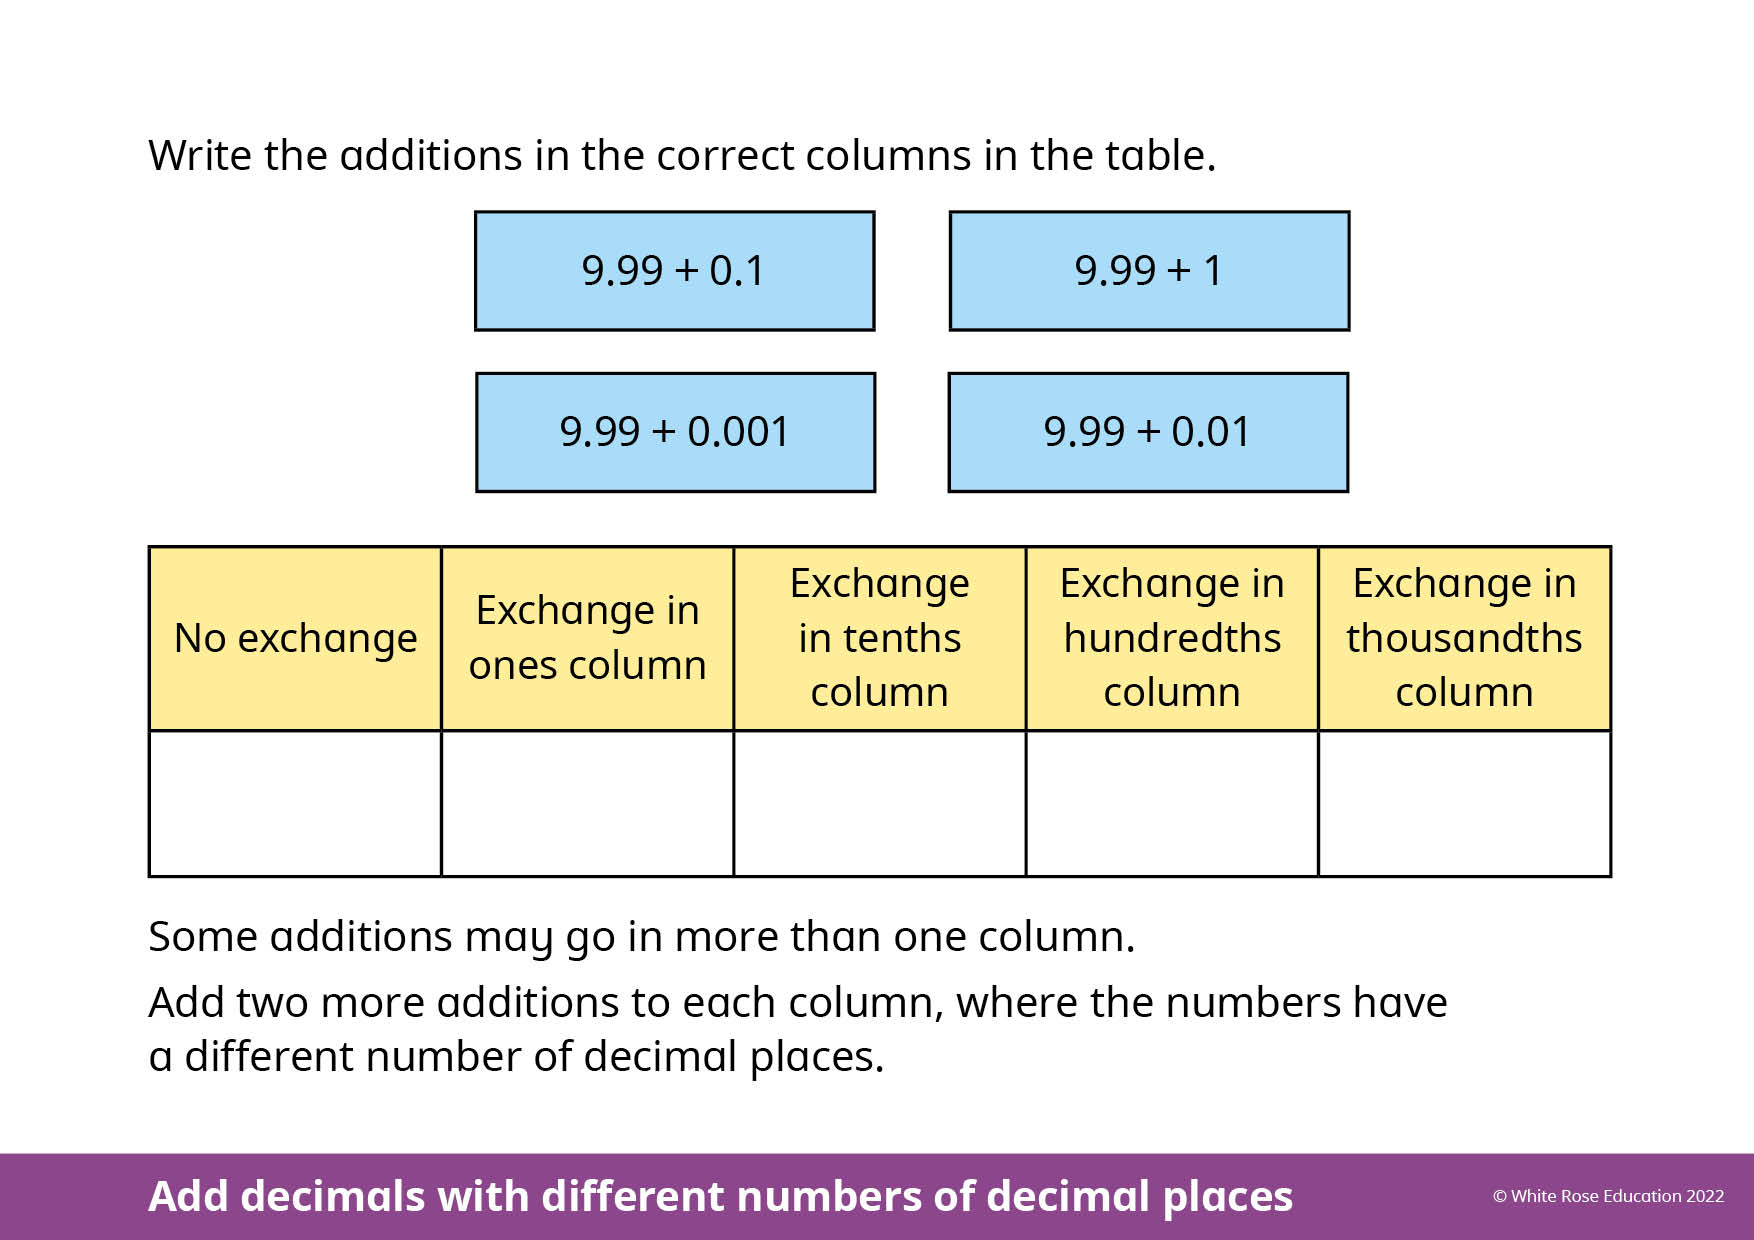 Write the additions in the correct columns in the table.
9.99 + 0.1
9.99 + 1
9.99 + 0.001
9.99 + 0.01
No exchange
Exchange in
ones column
Exchange
in tenths
column
Exchange in
hundredths
column
Exchange in
thousandths
column
Some additions may go in more than one column.
Add two more additions to each column, where the numbers have
a different number of decimal places.
Add decimals with different numbers of decimal places
© White Rose Education 2022